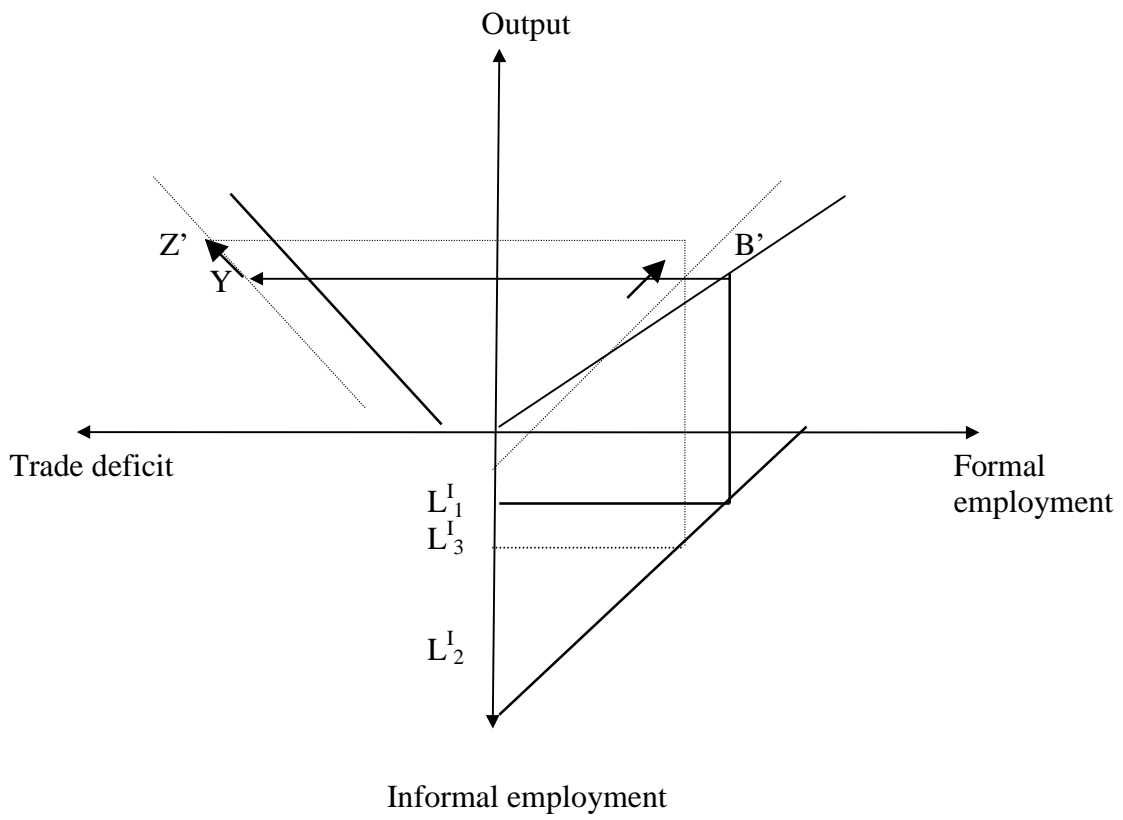 Output
Z’
B’
Y
Trade deficit
Formal
employment
L^I_1
L^I_3
L^I_2
Informal employment